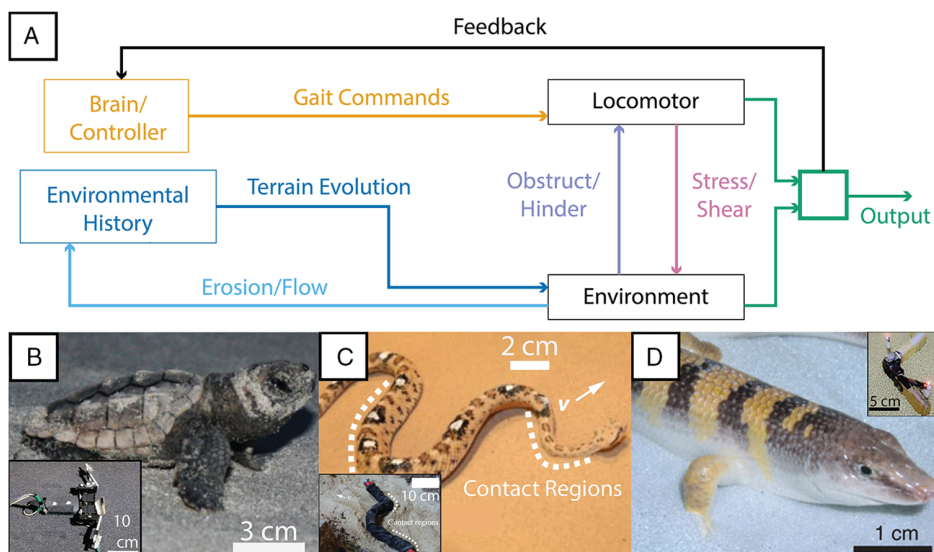 A
Feedback
Brain/
Controller
Gait Commands
Locomotor
Environmental
History
Terrain Evolution
Obstruct/
Hinder
Stress/
Shear
Output
Erosion/Flow
Environment
B
10
cm
3 cm
C
2 cm
v
Contact Regions
10 cm
v
Contact regions
D
5 cm
1 cm